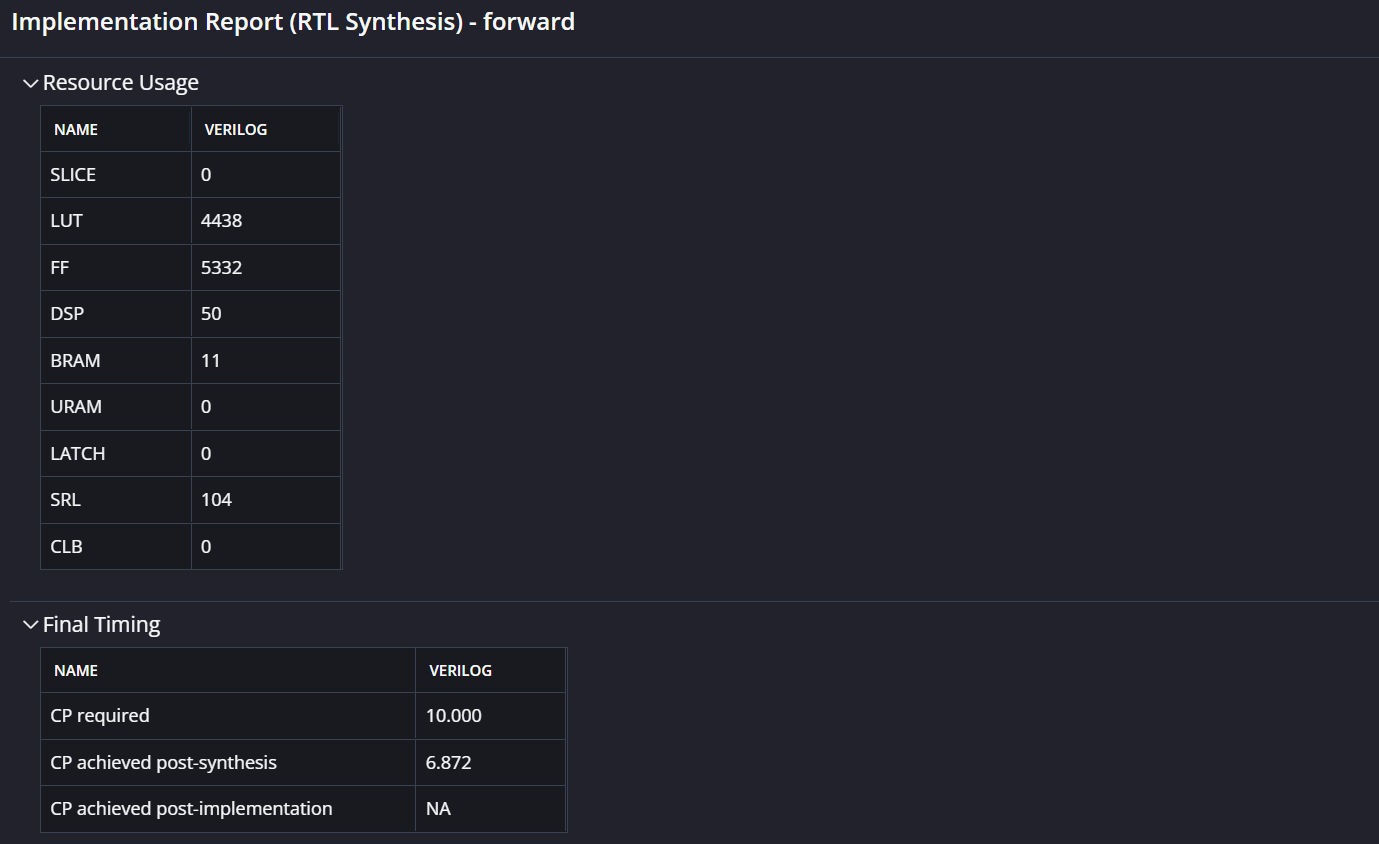 Implementation Report (RTL Synthesis) - forward
Resource Usage
NAME VERILOG
SLICE 0
LUT 4438
FF 5332
DSP 50
BRAM 11
URAM 0
LATCH 0
SRL 104
CLB 0
Final Timing
NAME VERILOG
CP required 10.000
CP achieved post-synthesis 6.872
CP achieved post-implementation NA